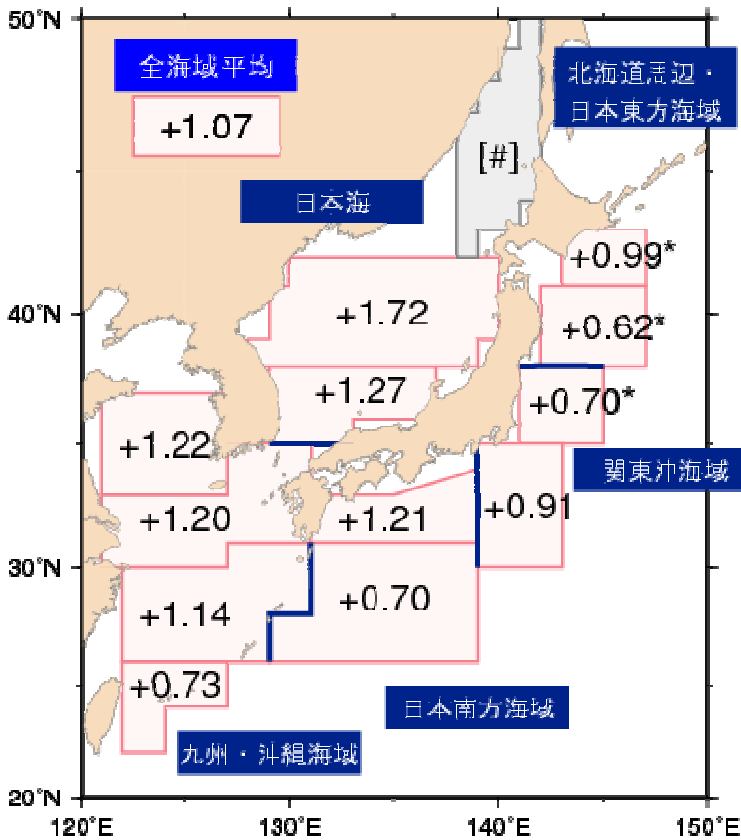 50°N
全海域平均
+1.07
北海道周辺・
日本東方海域
[#]
日本海
+0.99*
40°N
+1.72
+0.62*
+1.27
+0.70*
+1.22
関東沖海域
+1.20
+1.21
+0.91
30°N
+1.14
+0.70
+0.73
日本南方海域
九州・沖縄海域
20°N
120°E
130°E
140°E
150°E